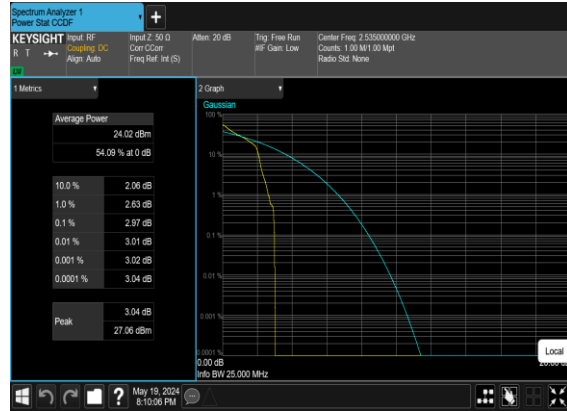 Spectrum Analyzer 1
Power Stat CCDF
KEYSIGHT
R T
Input: RF
Coupling: DC
Align: Auto
Input Z: 50 Ω
Corr CCorr
Freq Ref: Int (S)
Atten: 20 dB
Trig: Free Run
#IF Gain: Low
Center Freq: 2.535000000 GHz
Counts: 1.00 M/1.00 Mpt
Radio Std: None
1 Metrics
Average Power
24.02 dBm
54.09 % at 0 dB
10.0 % 2.06 dB
1.0 % 2.63 dB
0.1 % 2.97 dB
0.01 % 3.01 dB
0.001 % 3.02 dB
0.0001 % 3.04 dB
Peak
3.04 dB
27.06 dBm
2 Graph
Gaussian
100 %
10 %
1 %
0.1 %
0.01 %
0.001 %
0.0001 %
0.00 dB
Info BW 25.000 MHz
Local
?
May 19, 2024
8:10:06 PM